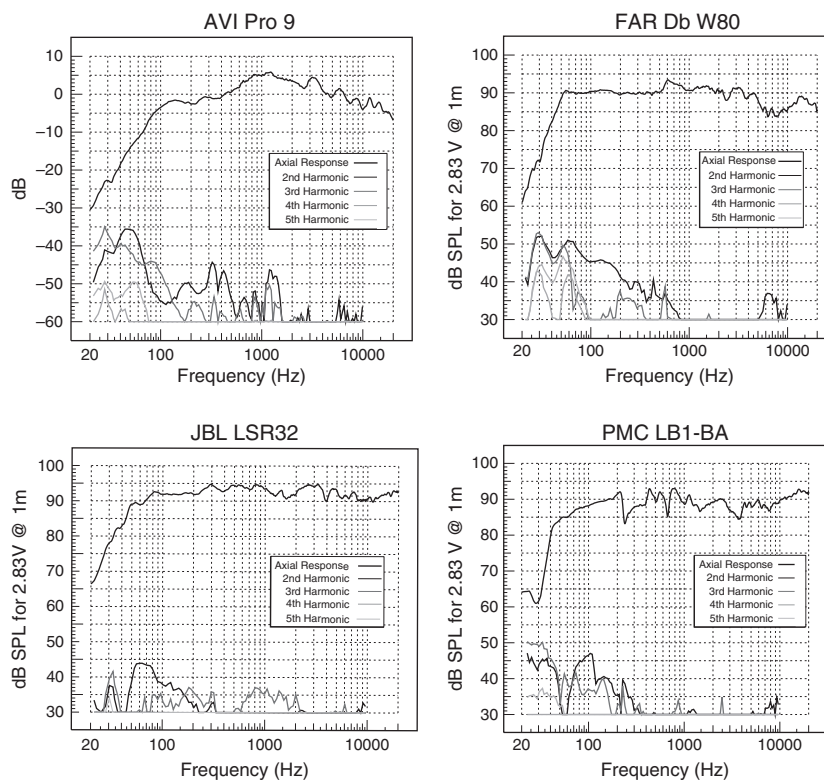 AVI Pro 9
10
0
−10
−20
−30
−40
−50
−60
dB
20
100
1000
10000
Frequency (Hz)
Axial Response
2nd Harmonic
3rd Harmonic
4th Harmonic
5th Harmonic
FAR Db W80
100
90
80
70
60
50
40
30
dB SPL for 2.83 V @ 1m
20
100
1000
10000
Frequency (Hz)
Axial Response
2nd Harmonic
3rd Harmonic
4th Harmonic
5th Harmonic
JBL LSR32
100
90
80
70
60
50
40
30
dB SPL for 2.83V @ 1m
20
100
1000
10000
Frequency (Hz)
Axial Response
2nd Harmonic
3rd Harmonic
4th Harmonic
5th Harmonic
PMC LB1-BA
100
90
80
70
60
50
40
30
dB SPL for 2.83 V @ 1m
20
100
1000
10000
Frequency (Hz)
Axial Response
2nd Harmonic
3rd Harmonic
4th Harmonic
5th Harmonic